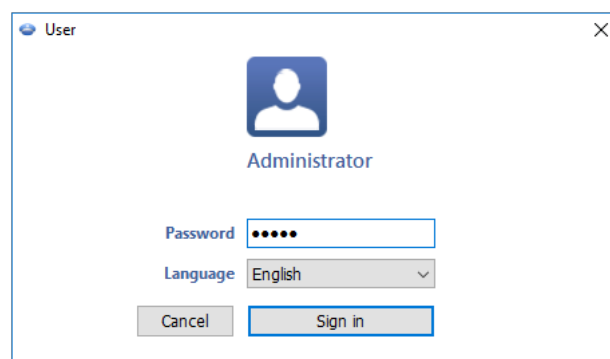 User
Administrator
Password •••••
Language English
Cancel Sign in